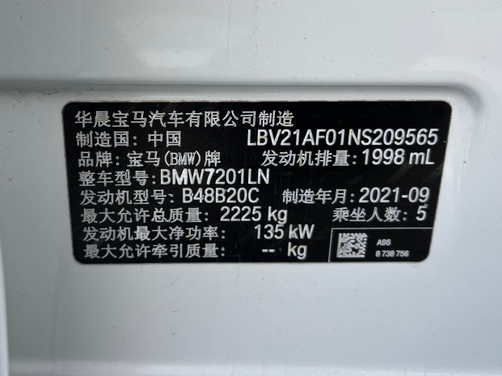 华晨宝马汽车有限公司制造
制造国：中国 LBV21AF01NS209565
品牌：宝马(BMW)牌 发动机排量：1998 mL
整车型号：BMW7201LN
发动机型号：B48B20C 制造年月：2021-09
最大允许总质量：2225 kg 乘坐人数：5
发动机最大净功率：135 kW
最大允许牵引质量：-- kg
A98
8 738 756